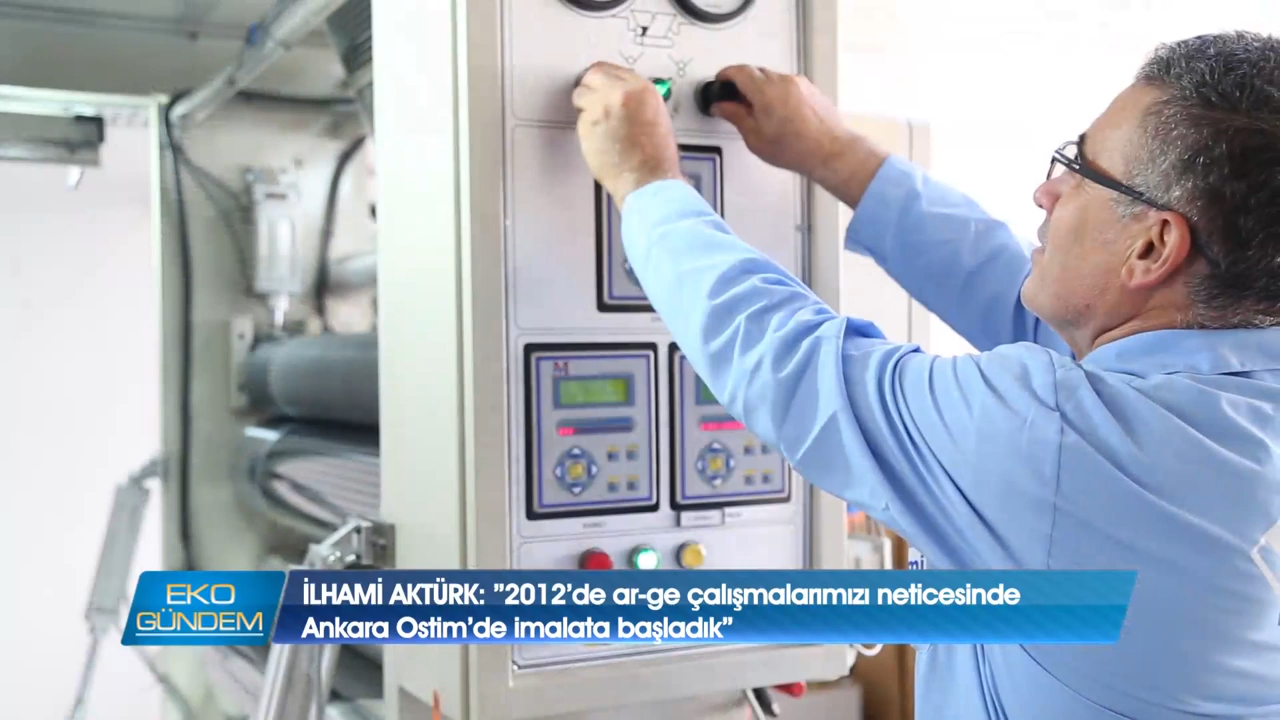 EKO
GÜNDEM
İLHAMİ AKTÜRK: ”2012’de ar-ge çalışmalarımızı neticesinde
Ankara Ostim’de imalata başladık”